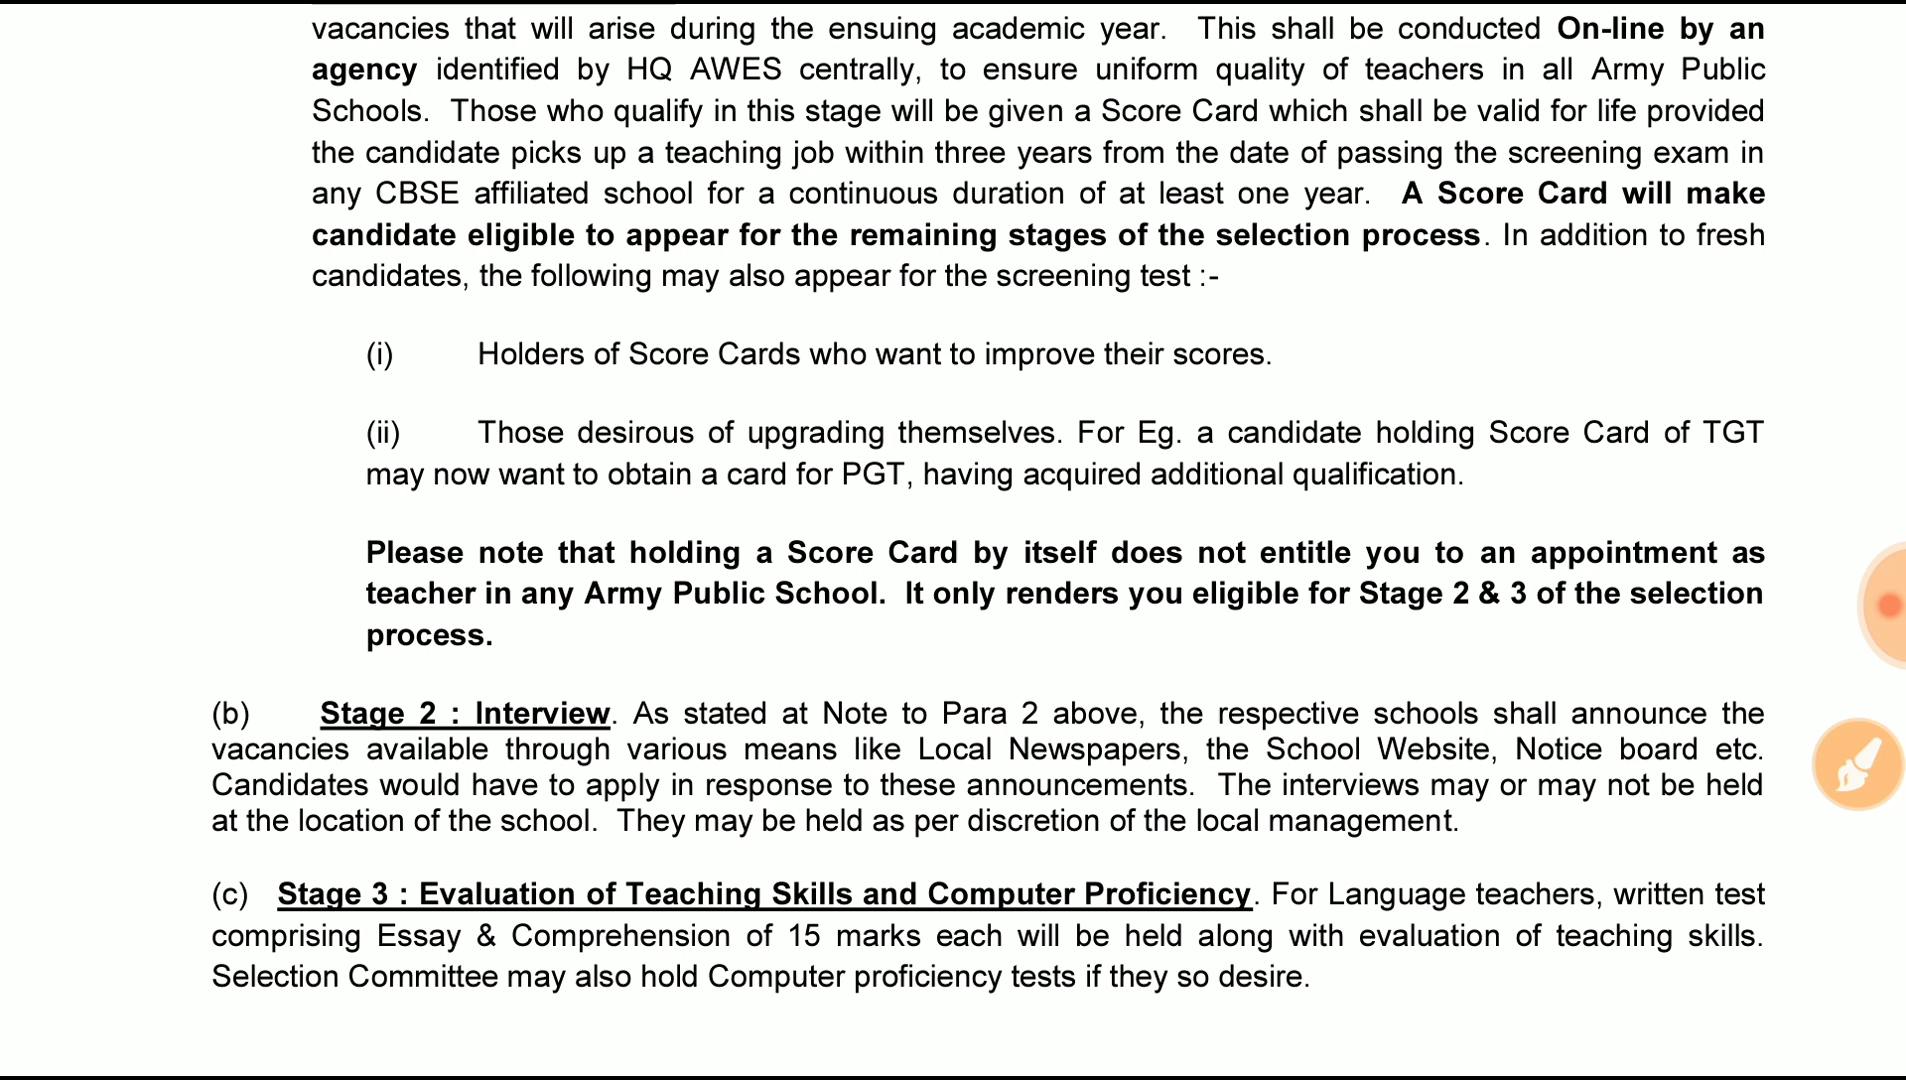 vacancies that will arise during the ensuing academic year. This shall be conducted On-line by an
agency identified by HQ AWES centrally, to ensure uniform quality of teachers in all Army Public
Schools. Those who qualify in this stage will be given a Score Card which shall be valid for life provided
the candidate picks up a teaching job within three years from the date of passing the screening exam in
any CBSE affiliated school for a continuous duration of at least one year. A Score Card will make
candidate eligible to appear for the remaining stages of the selection process. In addition to fresh
candidates, the following may also appear for the screening test :-
(i) Holders of Score Cards who want to improve their scores.
(ii) Those desirous of upgrading themselves. For Eg. a candidate holding Score Card of TGT
may now want to obtain a card for PGT, having acquired additional qualification.
Please note that holding a Score Card by itself does not entitle you to an appointment as
teacher in any Army Public School. It only renders you eligible for Stage 2 & 3 of the selection
process.
(b) Stage 2 : Interview. As stated at Note to Para 2 above, the respective schools shall announce the
vacancies available through various means like Local Newspapers, the School Website, Notice board etc.
Candidates would have to apply in response to these announcements. The interviews may or may not be held
at the location of the school. They may be held as per discretion of the local management.
(c) Stage 3 : Evaluation of Teaching Skills and Computer Proficiency. For Language teachers, written test
comprising Essay & Comprehension of 15 marks each will be held along with evaluation of teaching skills.
Selection Committee may also hold Computer proficiency tests if they so desire.